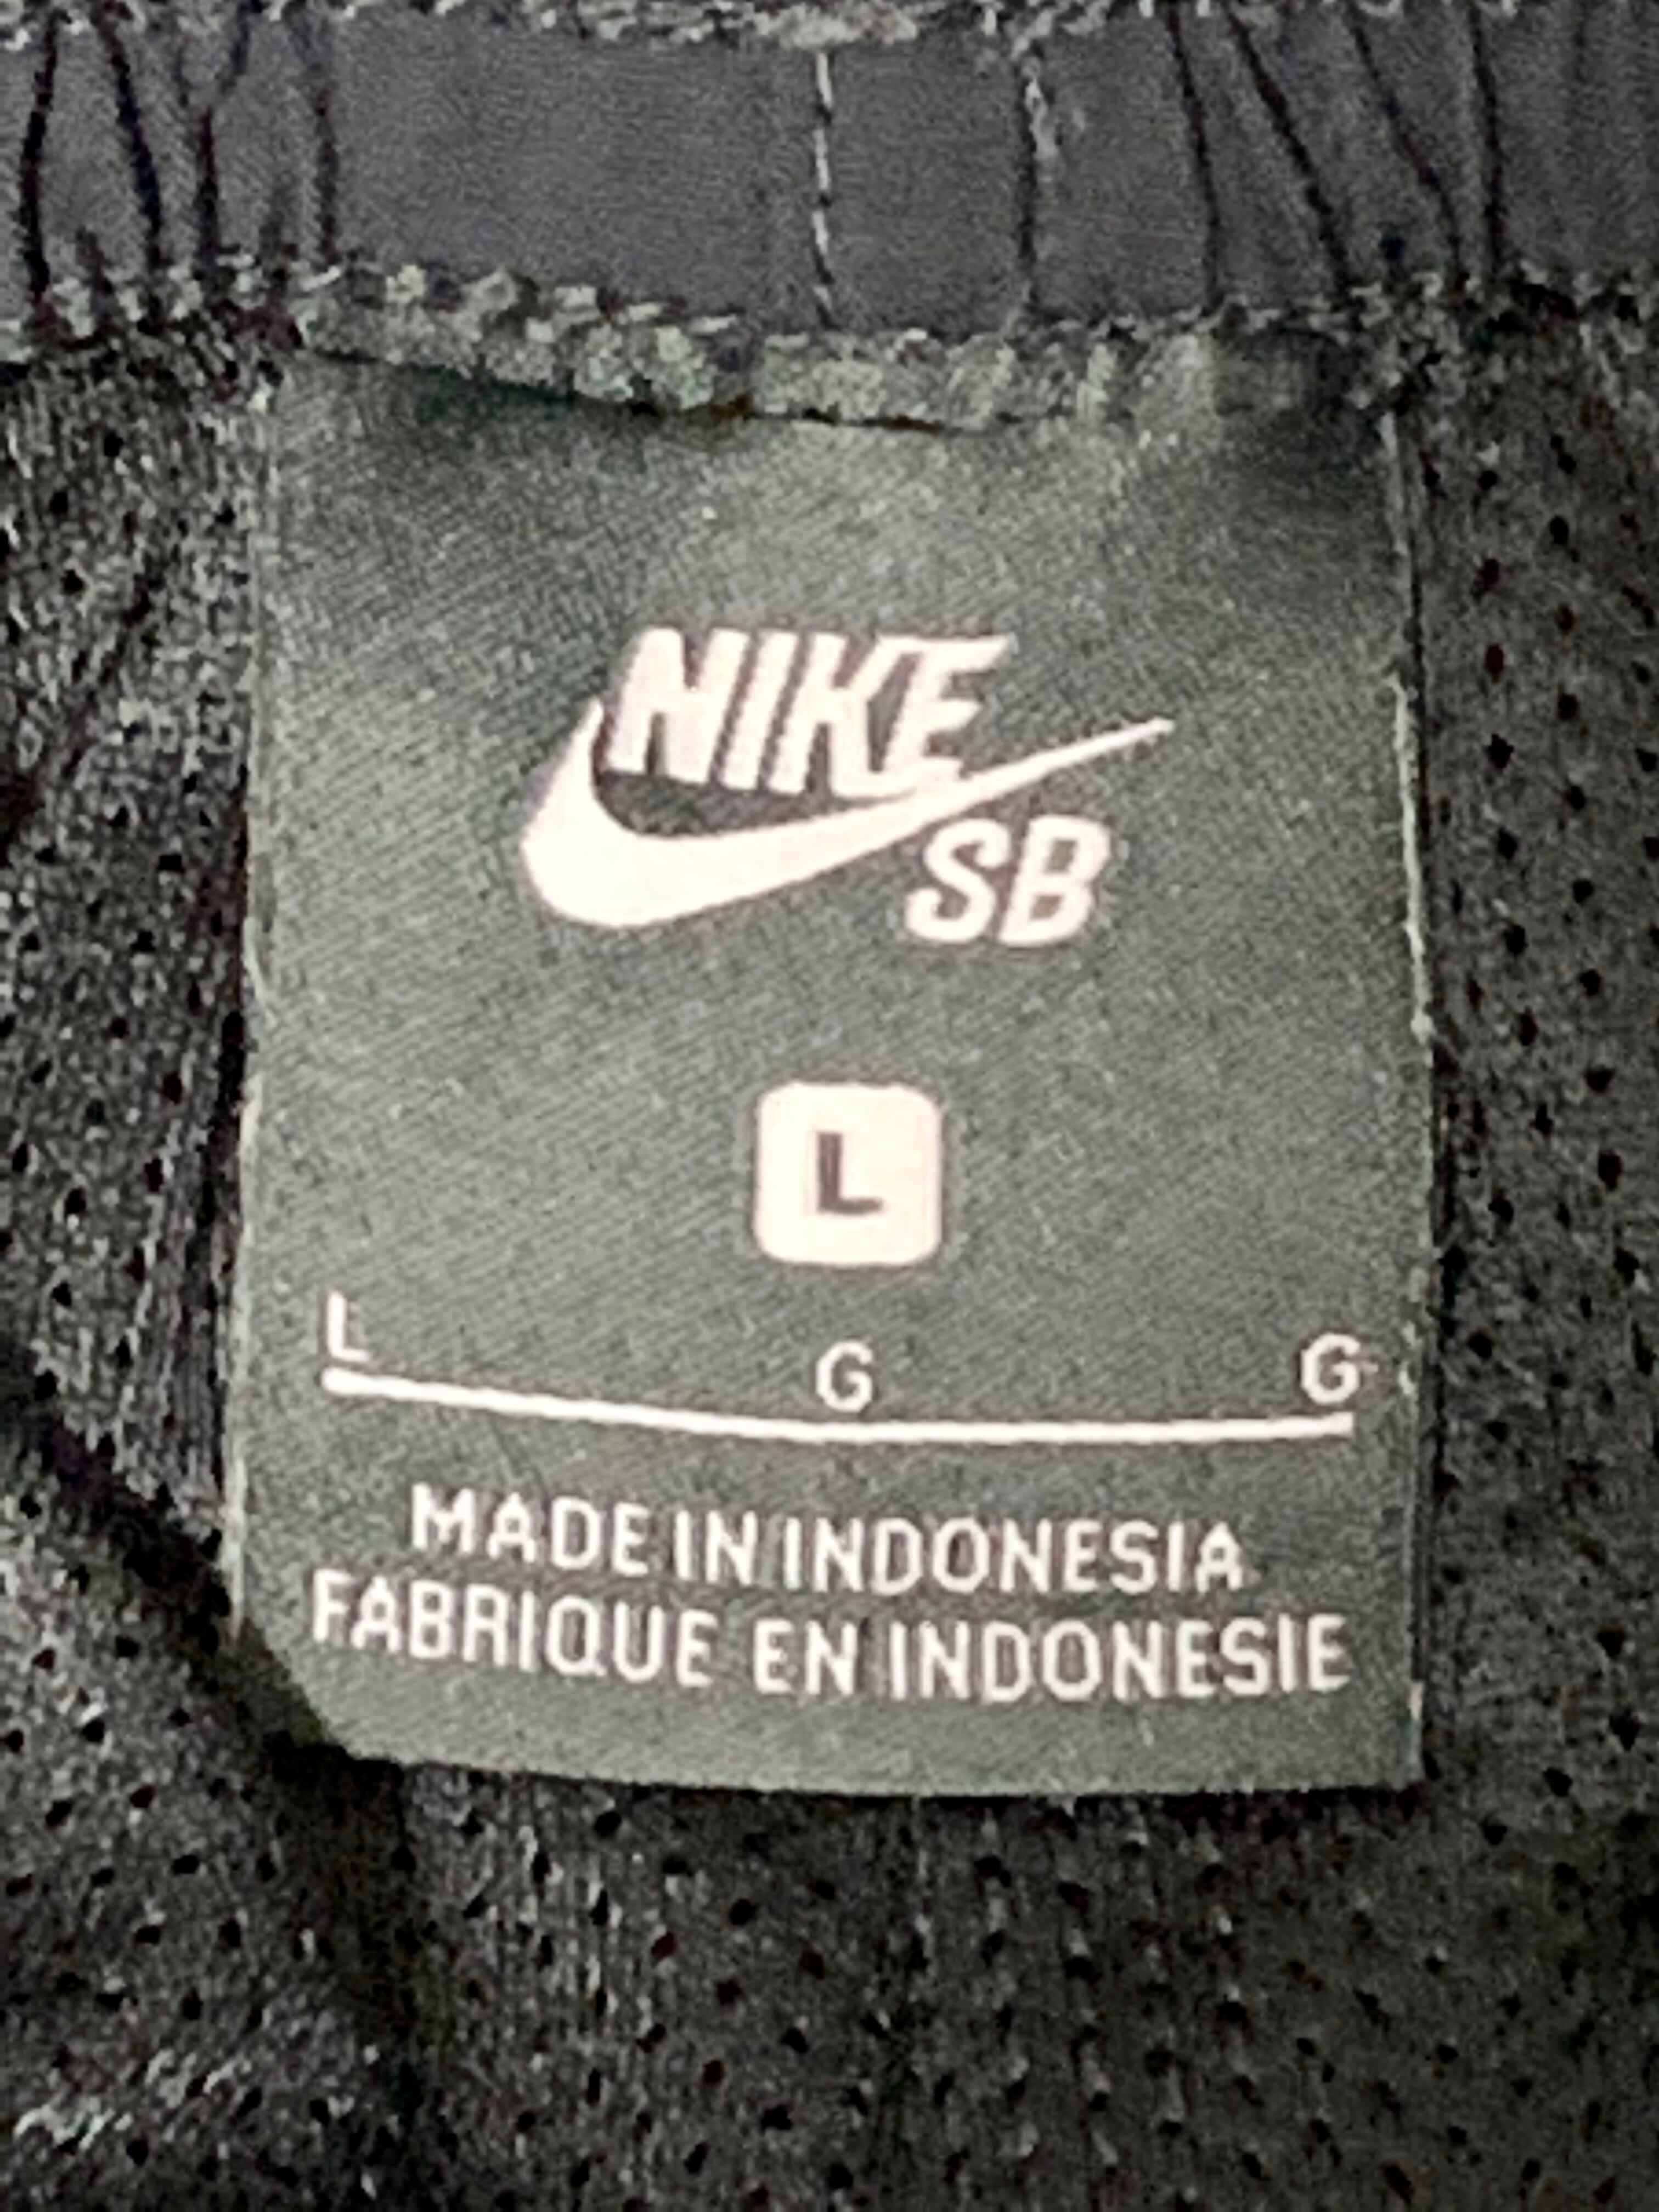 NIKE
SB
L
L G G
MADE IN INDONESIA
FABRIQUE EN INDONESIE